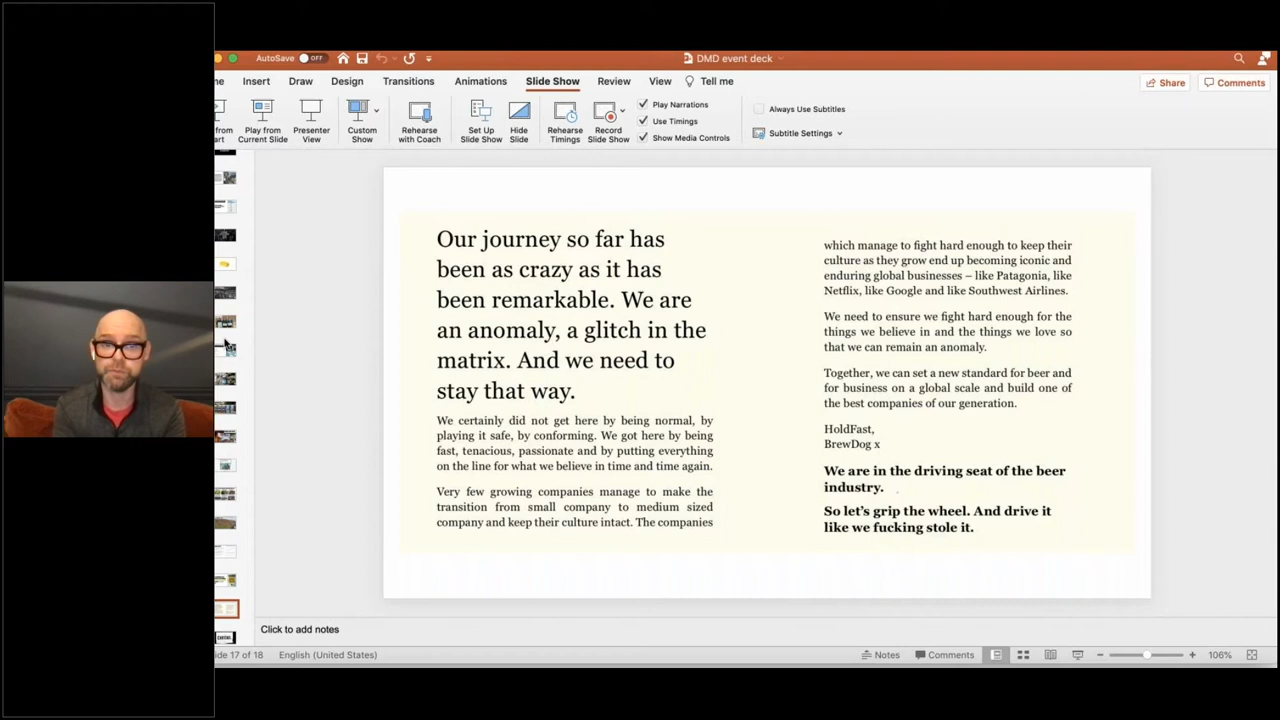 AutoSave OFF
DMD event deck
me Insert Draw Design Transitions Animations Slide Show Review View Tell me
Share Comments
from
art
Play from
Current Slide
Presenter
View
Custom
Show
Rehearse
with Coach
Set Up
Slide Show
Hide
Slide
Rehearse
Timings
Record
Slide Show
Play Narrations
Use Timings
Show Media Controls
Always Use Subtitles
Subtitle Settings
Our journey so far has
been as crazy as it has
been remarkable. We are
an anomaly, a glitch in the
matrix. And we need to
stay that way.
We certainly did not get here by being normal, by
playing it safe, by conforming. We got here by being
fast, tenacious, passionate and by putting everything
on the line for what we believe in time and time again.
Very few growing companies manage to make the
transition from small company to medium sized
company and keep their culture intact. The companies
which manage to fight hard enough to keep their
culture as they grow end up becoming iconic and
enduring global businesses – like Patagonia, like
Netflix, like Google and like Southwest Airlines.
We need to ensure we fight hard enough for the
things we believe in and the things we love so
that we can remain an anomaly.
Together, we can set a new standard for beer and
for business on a global scale and build one of
the best companies of our generation.
HoldFast,
BrewDog x
We are in the driving seat of the beer
industry.
So let's grip the wheel. And drive it
like we fucking stole it.
Click to add notes
ide 17 of 18 English (United States)
Notes Comments 106%